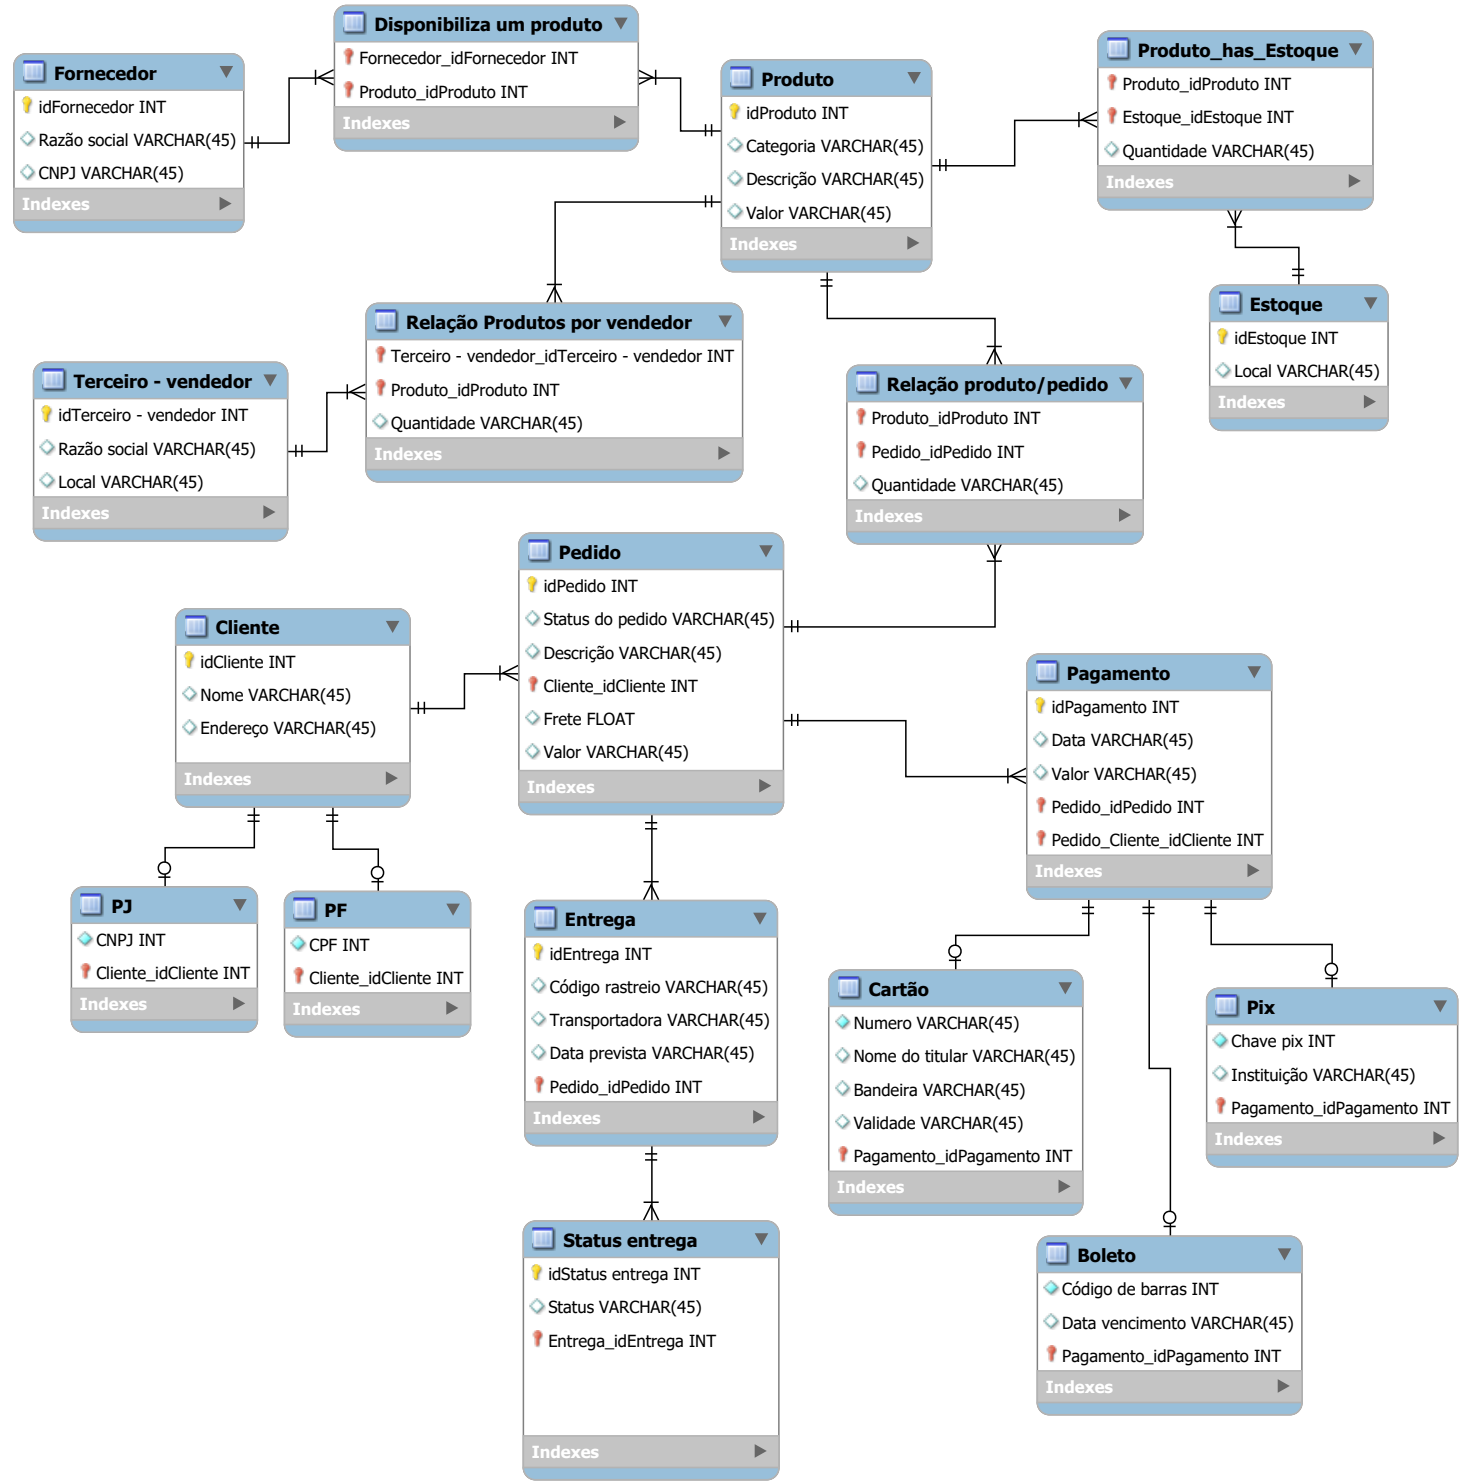 Disponibiliza um produto
Fornecedor_idFornecedor INT
Produto_idProduto INT
Indexes
Fornecedor
idFornecedor INT
Razão social VARCHAR(45)
CNPJ VARCHAR(45)
Indexes
Produto
idProduto INT
Categoria VARCHAR(45)
Descrição VARCHAR(45)
Valor VARCHAR(45)
Indexes
Produto_has_Estoque
Produto_idProduto INT
Estoque_idEstoque INT
Quantidade VARCHAR(45)
Indexes
Estoque
idEstoque INT
Local VARCHAR(45)
Indexes
Relação Produtos por vendedor
Terceiro - vendedor_idTerceiro - vendedor INT
Produto_idProduto INT
Quantidade VARCHAR(45)
Indexes
Terceiro - vendedor
idTerceiro - vendedor INT
Razão social VARCHAR(45)
Local VARCHAR(45)
Indexes
Relação produto/pedido
Produto_idProduto INT
Pedido_idPedido INT
Quantidade VARCHAR(45)
Indexes
Pedido
idPedido INT
Status do pedido VARCHAR(45)
Descrição VARCHAR(45)
Cliente_idCliente INT
Frete FLOAT
Valor VARCHAR(45)
Indexes
Cliente
idCliente INT
Nome VARCHAR(45)
Endereço VARCHAR(45)
Indexes
Pagamento
idPagamento INT
Data VARCHAR(45)
Valor VARCHAR(45)
Pedido_idPedido INT
Pedido_Cliente_idCliente INT
Indexes
PJ
CNPJ INT
Cliente_idCliente INT
Indexes
PF
CPF INT
Cliente_idCliente INT
Indexes
Entrega
idEntrega INT
Código rastreio VARCHAR(45)
Transportadora VARCHAR(45)
Data prevista VARCHAR(45)
Pedido_idPedido INT
Indexes
Cartão
Numero VARCHAR(45)
Nome do titular VARCHAR(45)
Bandeira VARCHAR(45)
Validade VARCHAR(45)
Pagamento_idPagamento INT
Indexes
Pix
Chave pix INT
Instituição VARCHAR(45)
Pagamento_idPagamento INT
Indexes
Status entrega
idStatus entrega INT
Status VARCHAR(45)
Entrega_idEntrega INT
Indexes
Boleto
Código de barras INT
Data vencimento VARCHAR(45)
Pagamento_idPagamento INT
Indexes